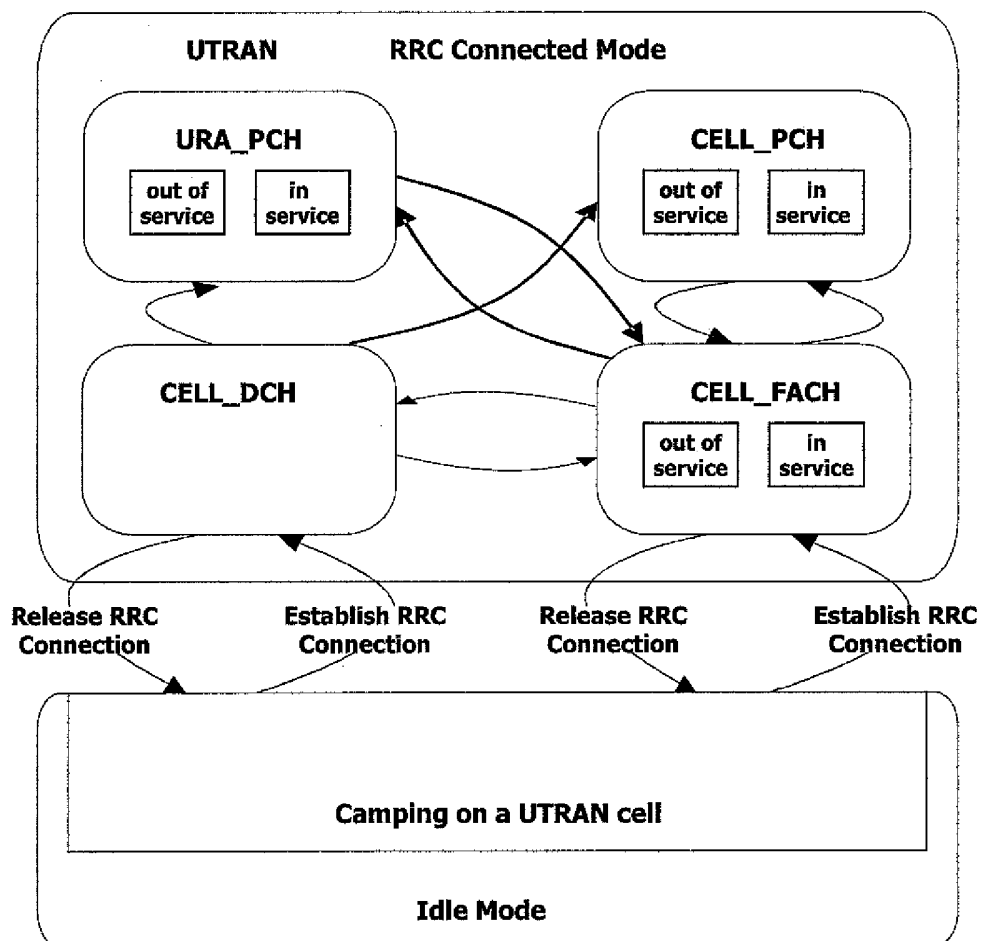 UTRAN RRC Connected Mode
URA_PCH
out of
service
in
service
CELL_PCH
out of
service
in
service
CELL_DCH
CELL_FACH
out of
service
in
service
Release RRC
Connection
Establish RRC
Connection
Release RRC
Connection
Establish RRC
Connection
Camping on a UTRAN cell
Idle Mode